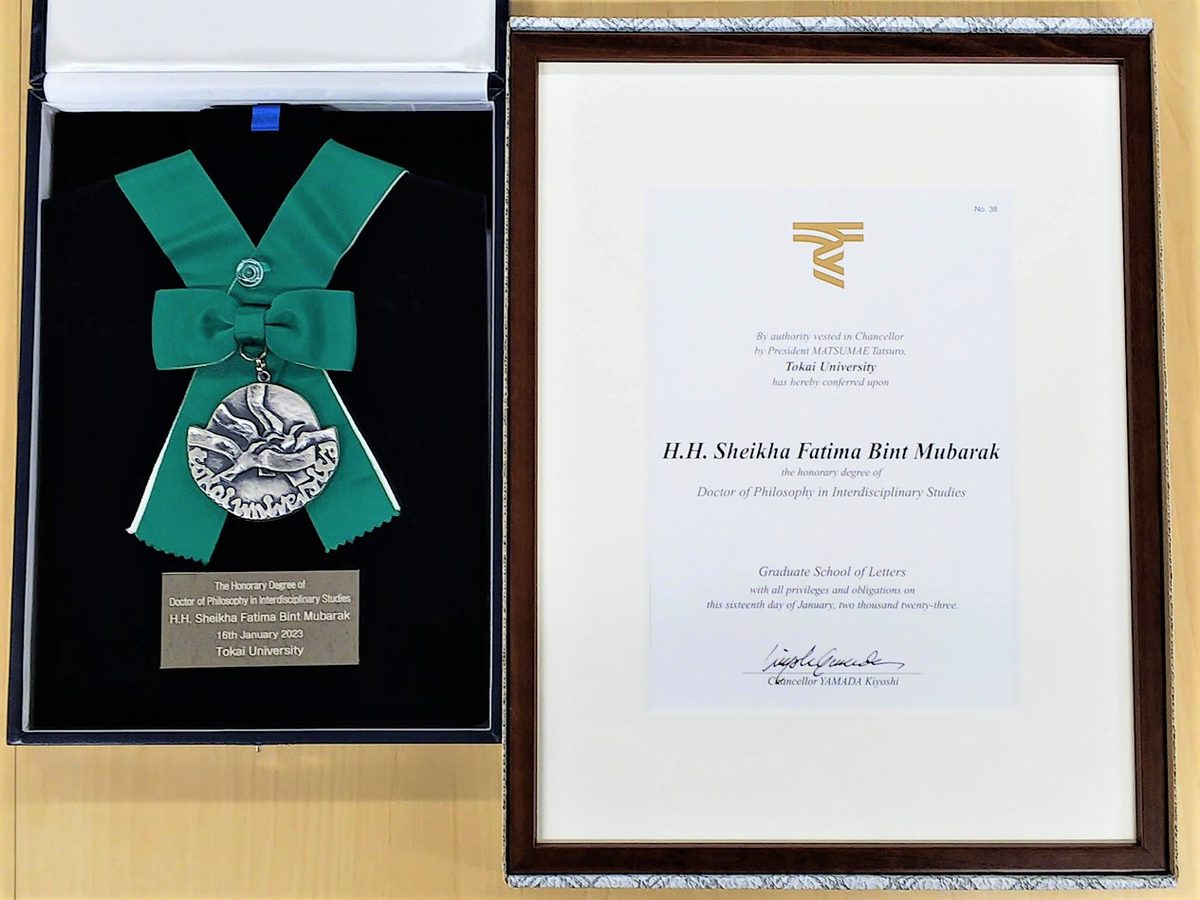 Tokai University
The Honorary Degree of
Doctor of Philosophy in Interdisciplinary Studies
H.H. Sheikha Fatima Bint Mubarak
16th January 2023
Tokai University
No. 38
By authority vested in Chancellor
by President MATSUMAE Tatsuro,
Tokai University
has hereby conferred upon
H.H. Sheikha Fatima Bint Mubarak
the honorary degree of
Doctor of Philosophy in Interdisciplinary Studies
Graduate School of Letters
with all privileges and obligations on
this sixteenth day of January, two thousand twenty-three.
Chancellor YAMADA Kiyoshi